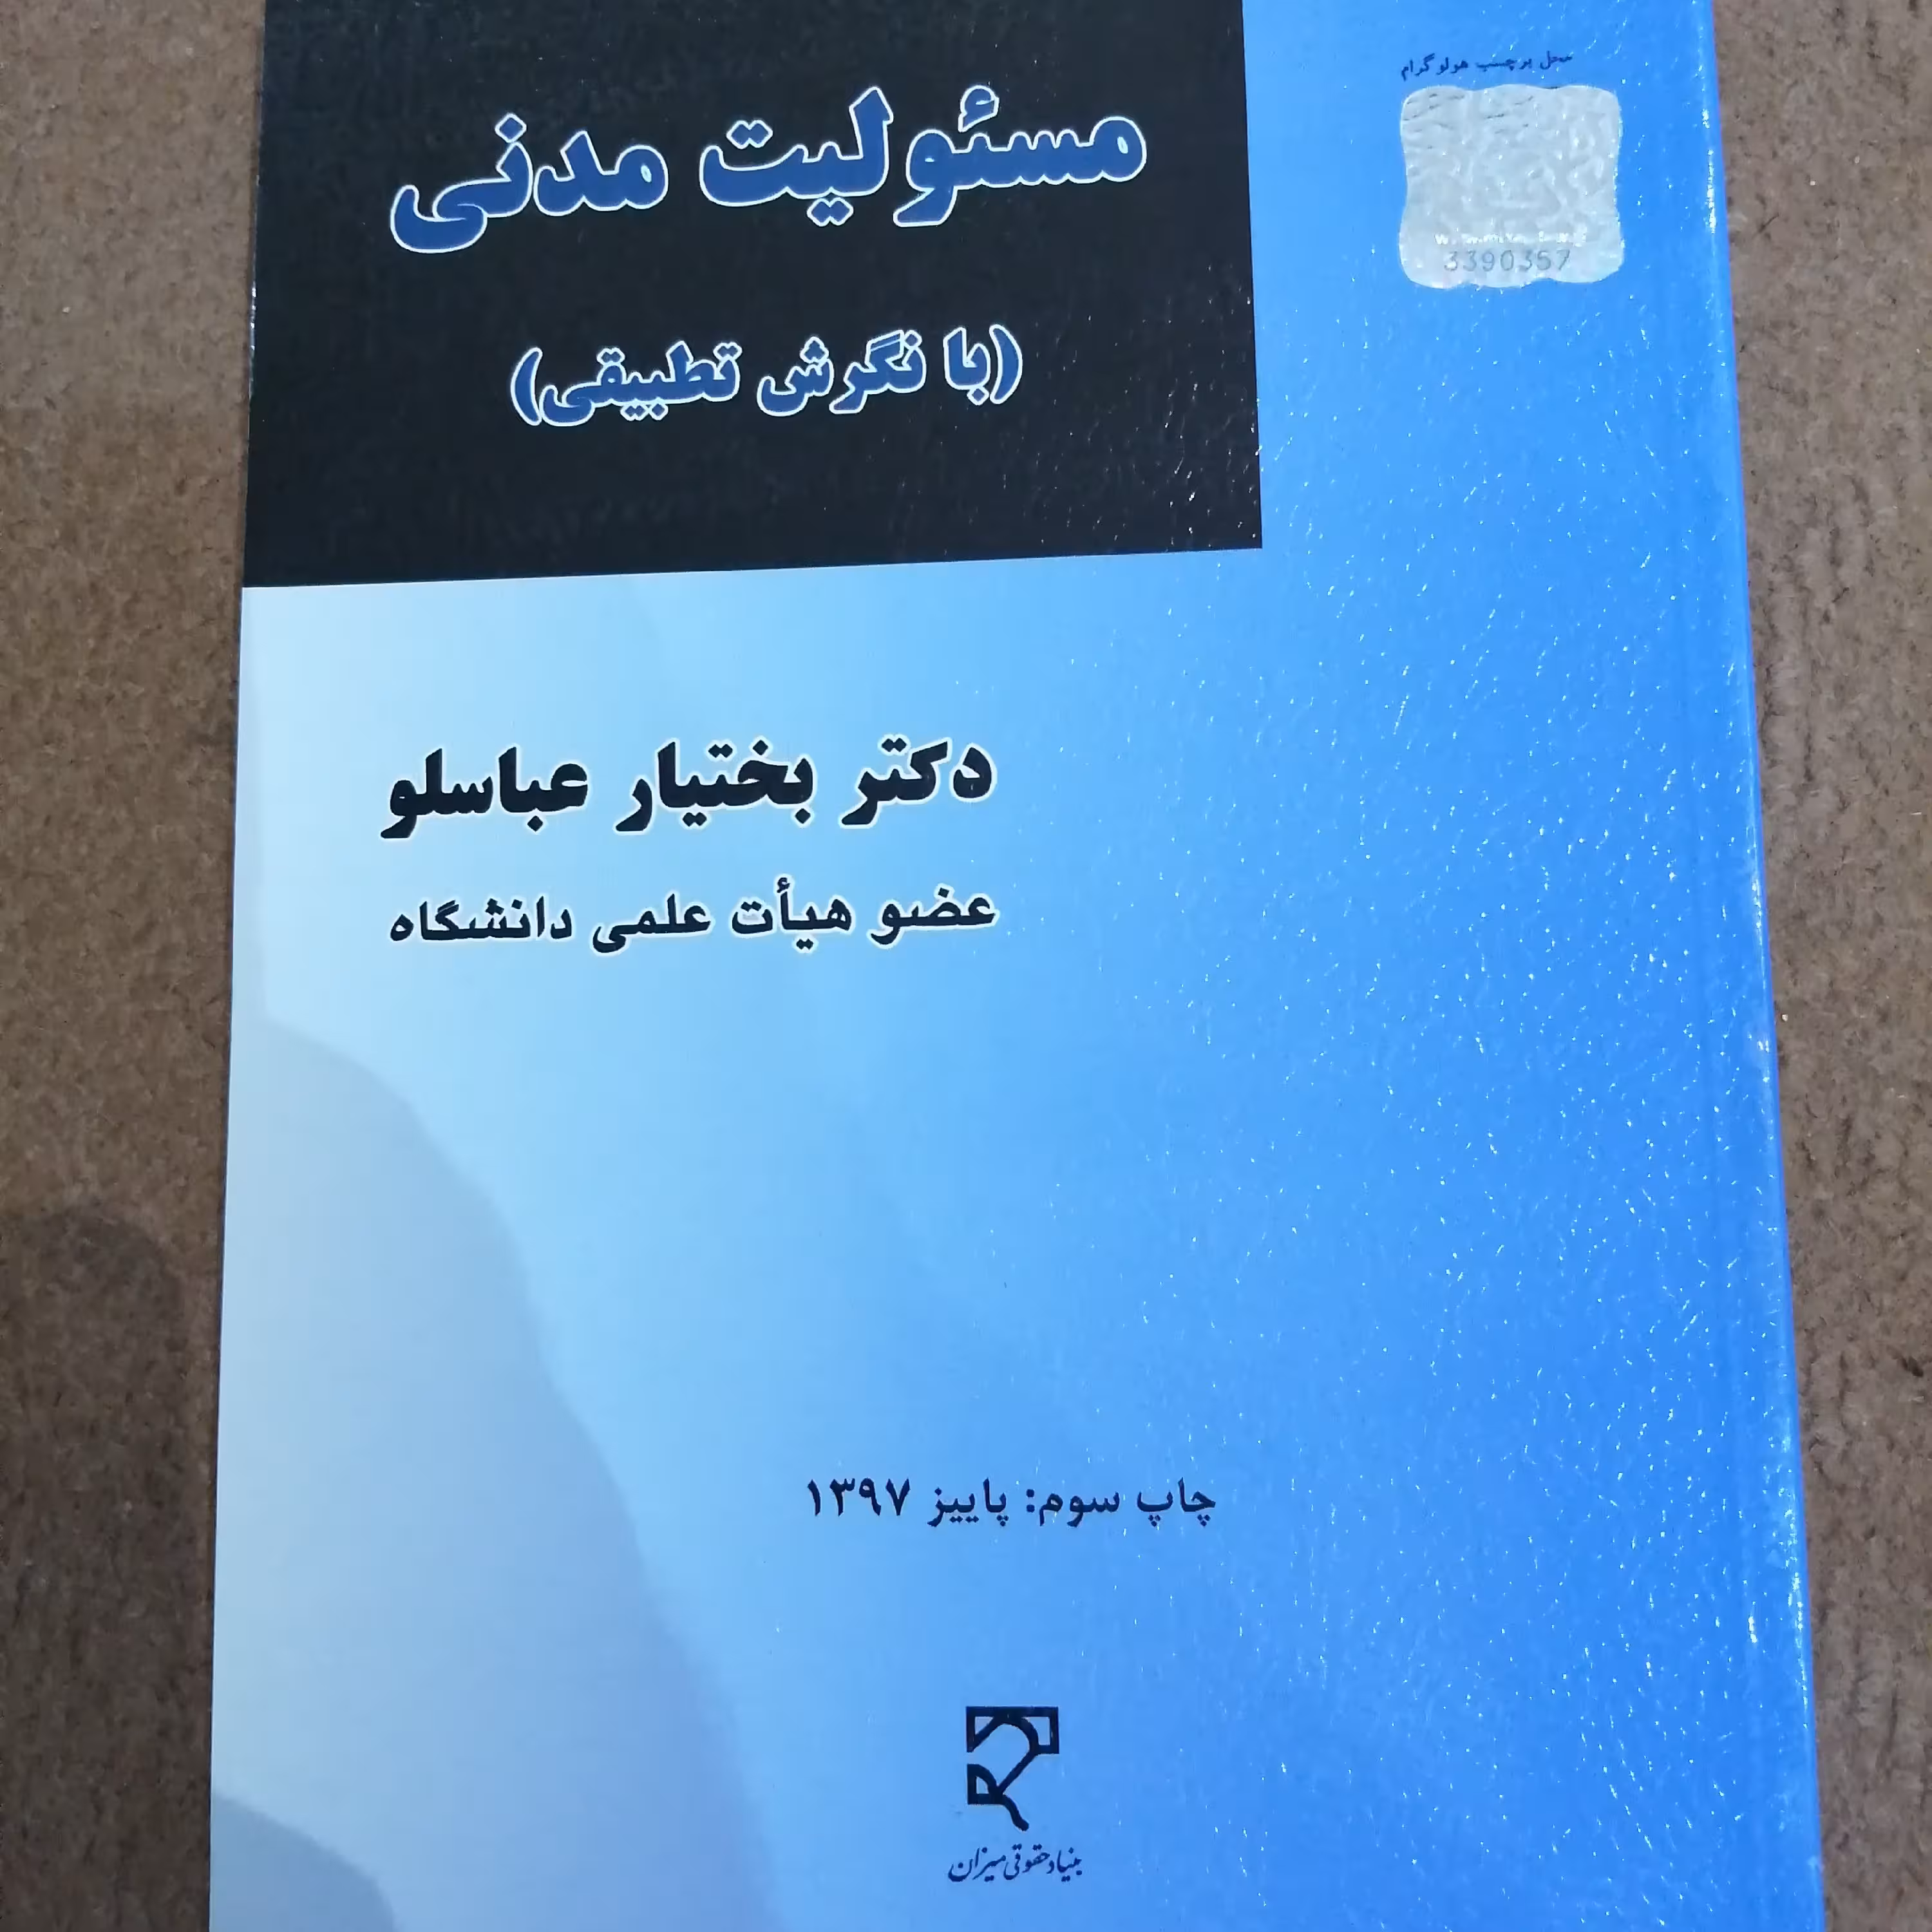 محل برچسب هولوگرام
3390357
مسئولیت مدنی
(با نگرش تطبیقی)
دکتر بختیار عباسلو
عضو هیأت علمی دانشگاه
چاپ سوم: پاییز ۱۳۹۷
بنیاد حقوقی میزان